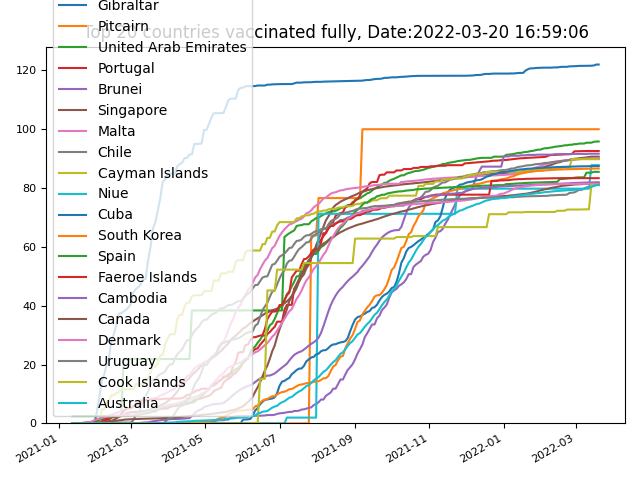 Top 20 countries vaccinated fully, Date:2022-03-20 16:59:06
Gibraltar
Pitcairn
United Arab Emirates
Portugal
Brunei
Singapore
Malta
Chile
Cayman Islands
Niue
Cuba
South Korea
Spain
Faeroe Islands
Cambodia
Canada
Denmark
Uruguay
Cook Islands
Australia
120
100
80
60
40
20
0
2021-01
2021-03
2021-05
2021-07
2021-09
2021-11
2022-01
2022-03